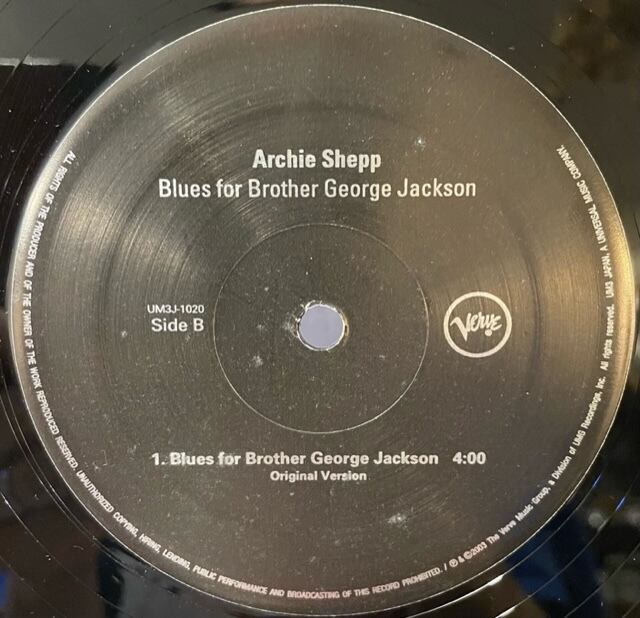 Archie Shepp
Blues for Brother George Jackson
UM3J-1020
Side B
Verve
1. Blues for Brother George Jackson 4:00
Original Version
ALL RIGHTS OF THE PRODUCER AND OF THE OWNER OF THE WORK REPRODUCED RESERVED. UNAUTHORIZED COPYING, HIRING, LENDING, PUBLIC PERFORMANCE AND BROADCASTING OF THIS RECORD PROHIBITED. / ℗ & ©2003 The Verve Music Group, a Division of UMG Recordings, Inc. All rights reserved. UM3 JAPAN, A UNIVERSAL MUSIC COMPANY.